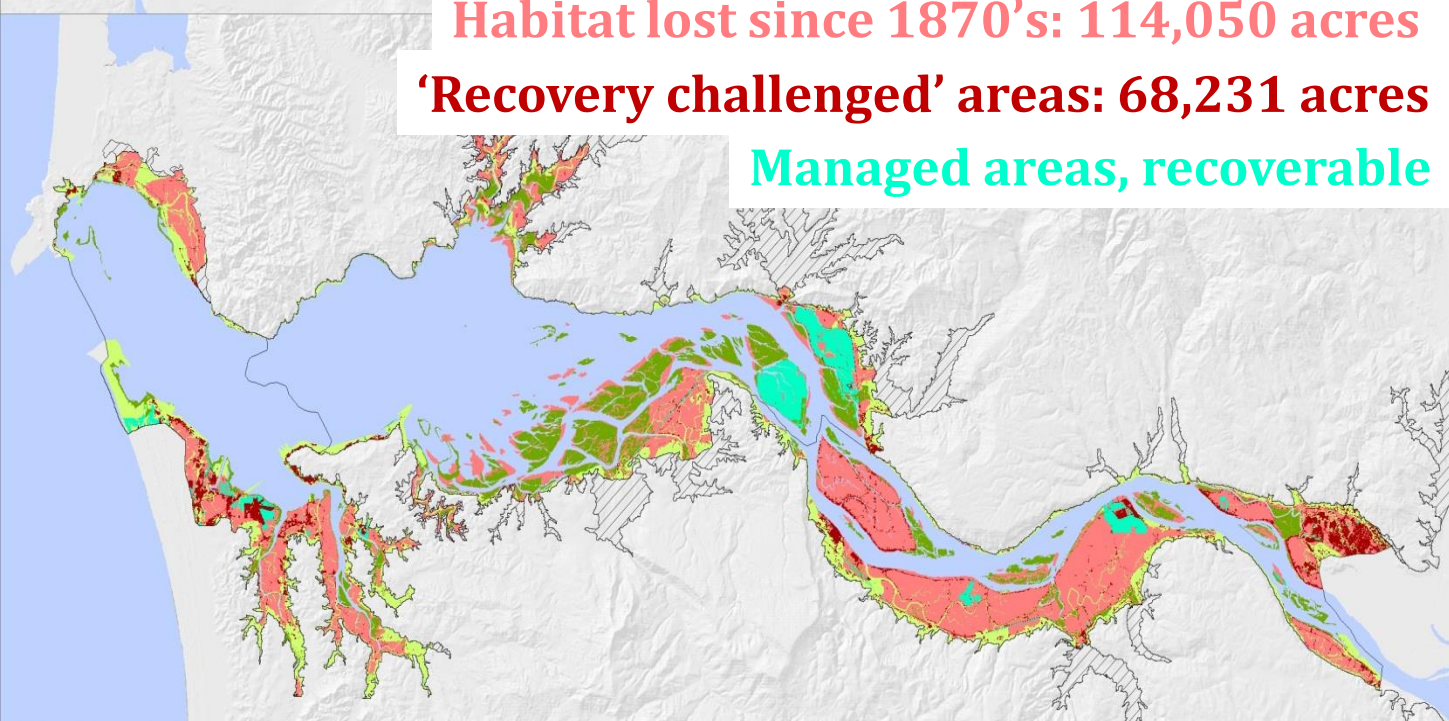 Habitat lost since 1870’s: 114,050 acres
‘Recovery challenged’ areas: 68,231 acres
Managed areas, recoverable